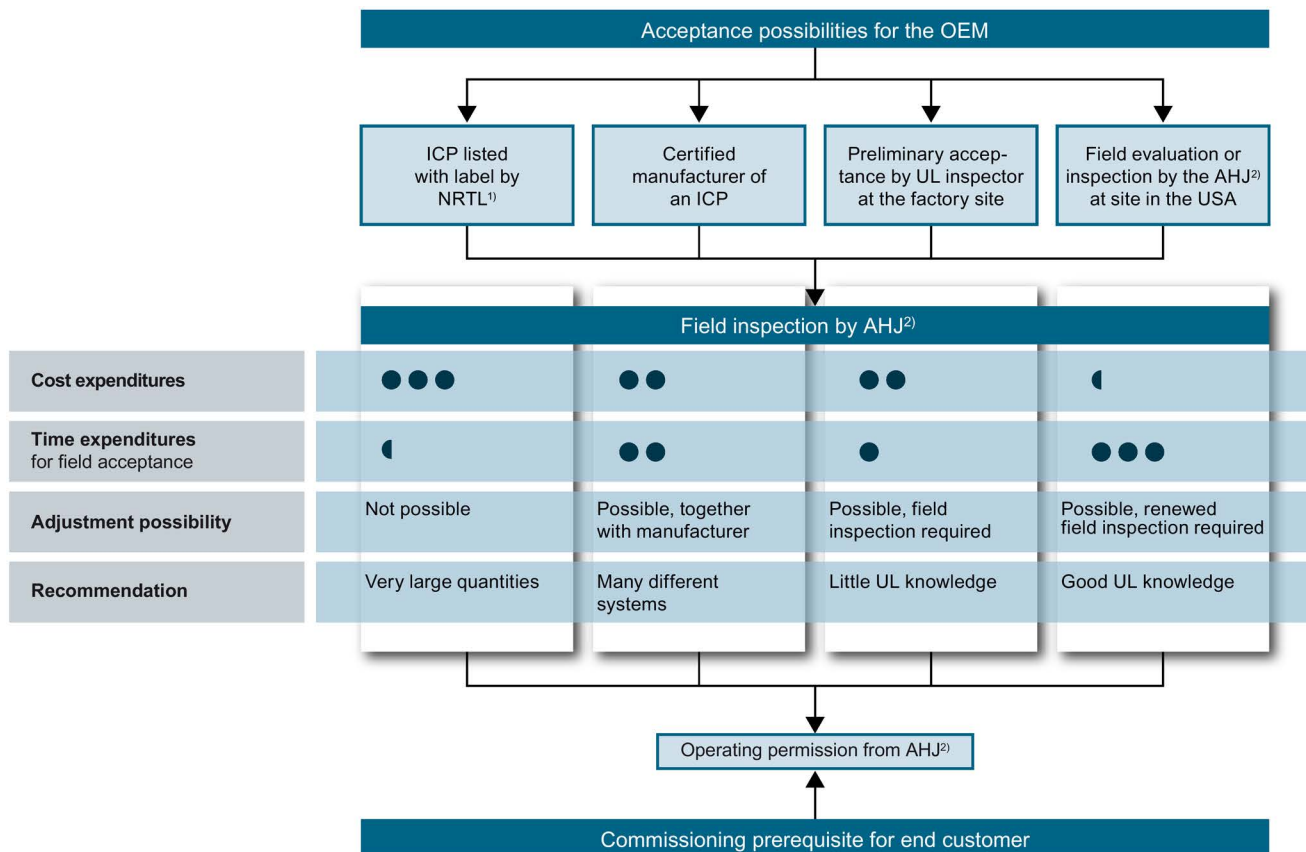 Acceptance possibilities for the OEM
ICP listed
with label by
NRTL1)
Certified
manufacturer of
an ICP
Preliminary accep-
tance by UL inspector
at the factory site
Field evaluation or
inspection by the AHJ2)
at site in the USA
Field inspection by AHJ2)
Cost expenditures
Time expenditures
for field acceptance
Adjustment possibility
Not possible
Possible, together
with manufacturer
Possible, field
inspection required
Possible, renewed
field inspection required
Recommendation
Very large quantities
Many different
systems
Little UL knowledge
Good UL knowledge
Operating permission from AHJ2)
Commissioning prerequisite for end customer